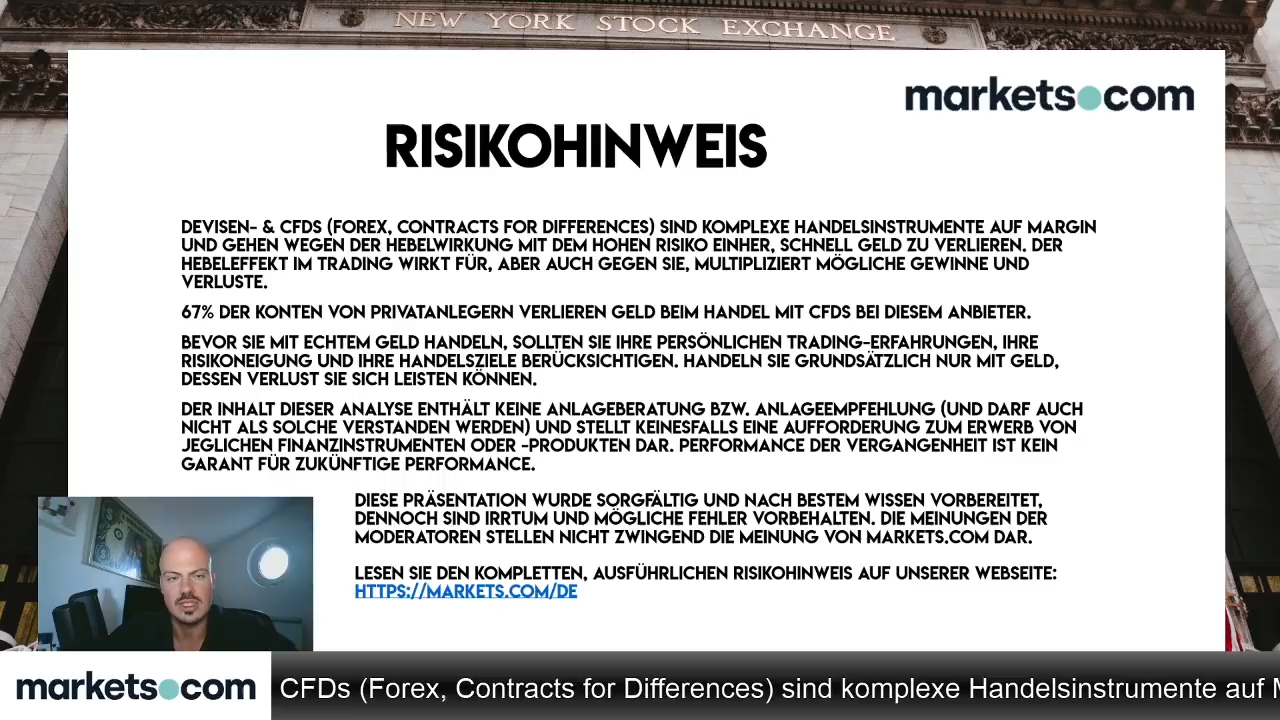 NEW YORK STOCK EXCHANGE
markets.com
RISIKOHINWEIS
DEVISEN- & CFDS (FOREX, CONTRACTS FOR DIFFERENCES) SIND KOMPLEXE HANDELSINSTRUMENTE AUF MARGIN
UND GEHEN WEGEN DER HEBELWIRKUNG MIT DEM HOHEN RISIKO EINHER, SCHNELL GELD ZU VERLIEREN. DER
HEBELEFFEKT IM TRADING WIRKT FÜR, ABER AUCH GEGEN SIE, MULTIPLIZIERT MÖGLICHE GEWINNE UND
VERLUSTE.
67% DER KONTEN VON PRIVATANLEGERN VERLIEREN GELD BEIM HANDEL MIT CFDS BEI DIESEM ANBIETER.
BEVOR SIE MIT ECHTEM GELD HANDELN, SOLLTEN SIE IHRE PERSÖNLICHEN TRADING-ERFAHRUNGEN, IHRE
RISIKONEIGUNG UND IHRE HANDELSZIELE BERÜCKSICHTIGEN. HANDELN SIE GRUNDSÄTZLICH NUR MIT GELD,
DESSEN VERLUST SIE SICH LEISTEN KÖNNEN.
DER INHALT DIESER ANALYSE ENTHÄLT KEINE ANLAGEBERATUNG BZW. ANLAGEEMPFEHLUNG (UND DARF AUCH
NICHT ALS SOLCHE VERSTANDEN WERDEN) UND STELLT KEINESFALLS EINE AUFFORDERUNG ZUM ERWERB VON
JEGLICHEN FINANZINSTRUMENTEN ODER -PRODUKTEN DAR. PERFORMANCE DER VERGANGENHEIT IST KEIN
GARANT FÜR ZUKÜNFTIGE PERFORMANCE.
DIESE PRÄSENTATION WURDE SORGFÄLTIG UND NACH BESTEM WISSEN VORBEREITET,
DENNOCH SIND IRRTUM UND MÖGLICHE FEHLER VORBEHALTEN. DIE MEINUNGEN DER
MODERATOREN STELLEN NICHT ZWINGEND DIE MEINUNG VON MARKETS.COM DAR.
LESEN SIE DEN KOMPLETTEN, AUSFÜHRLICHEN RISIKOHINWEIS AUF UNSERER WEBSEITE:
HTTPS://MARKETS.COM/DE
markets.com
CFDs (Forex, Contracts for Differences) sind komplexe Handelsinstrumente auf